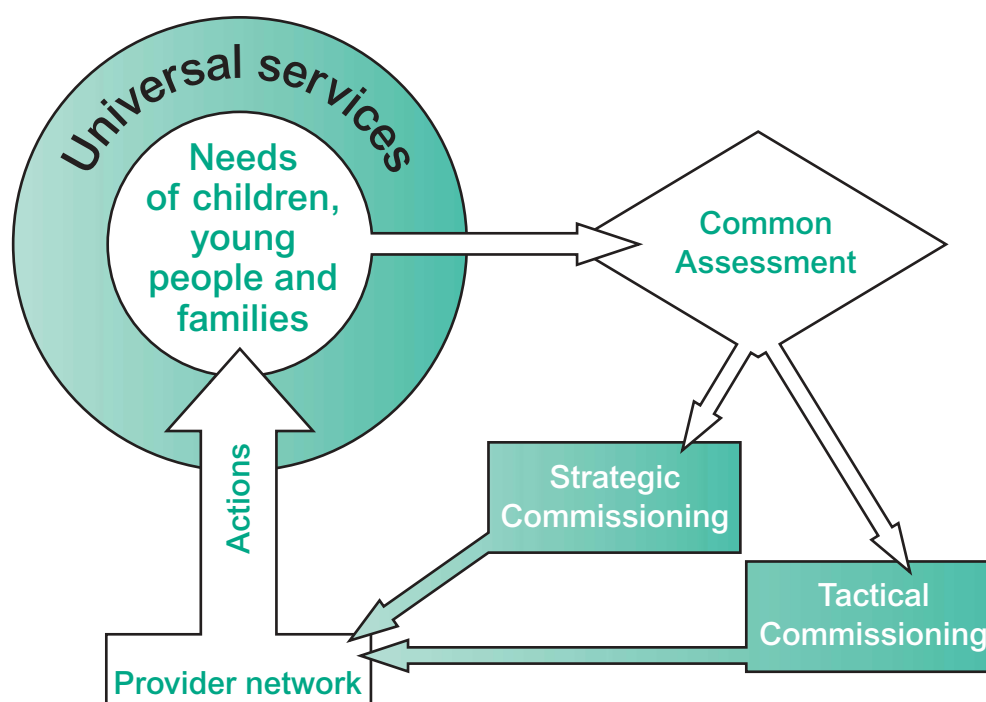 Universal services
Needs
of children,
young
people and
families
Common
Assessment
Strategic
Commissioning
Tactical
Commissioning
Actions
Provider network